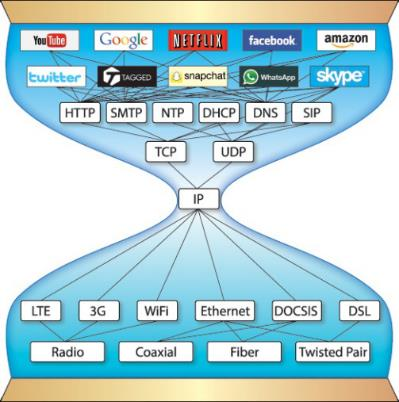 YouTube Google NETFLIX facebook amazon
twitter TAGGED snapchat WhatsApp skype
HTTP SMTP NTP DHCP DNS SIP
TCP UDP
IP
LTE 3G WiFi Ethernet DOCSIS DSL
Radio Coaxial Fiber Twisted Pair